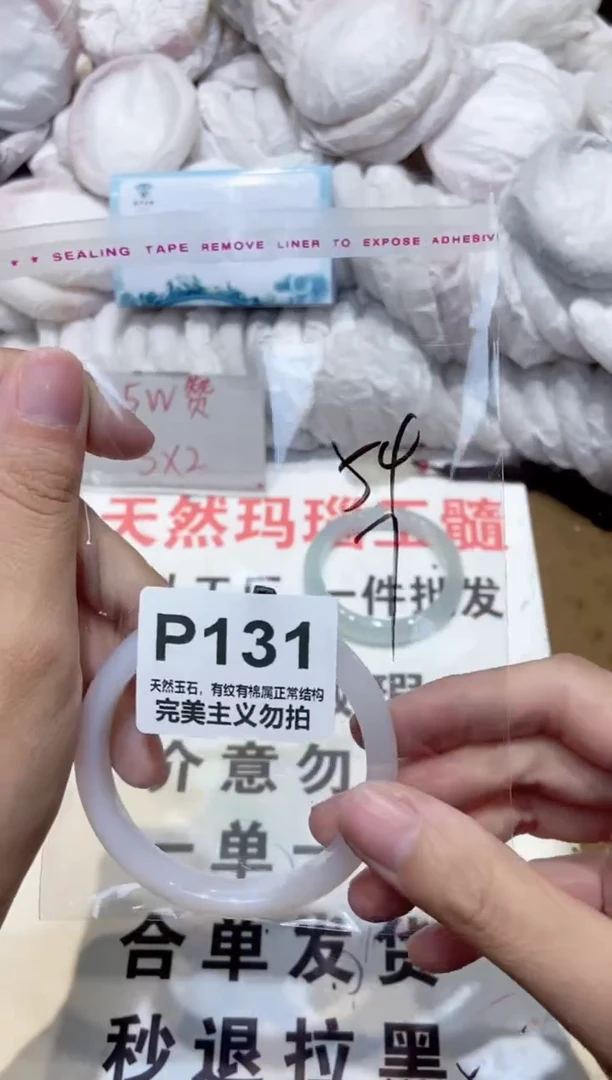 ★ ★ SEALING TAPE REMOVE LINER TO EXPOSE ADHESIV
5W赞
3X2
54
天然玛瑙玉髓
一件批发
P131
天然玉石，有纹有棉属正常结构
完美主义勿拍
介意勿
一单一
合单发货
秒退拉黑